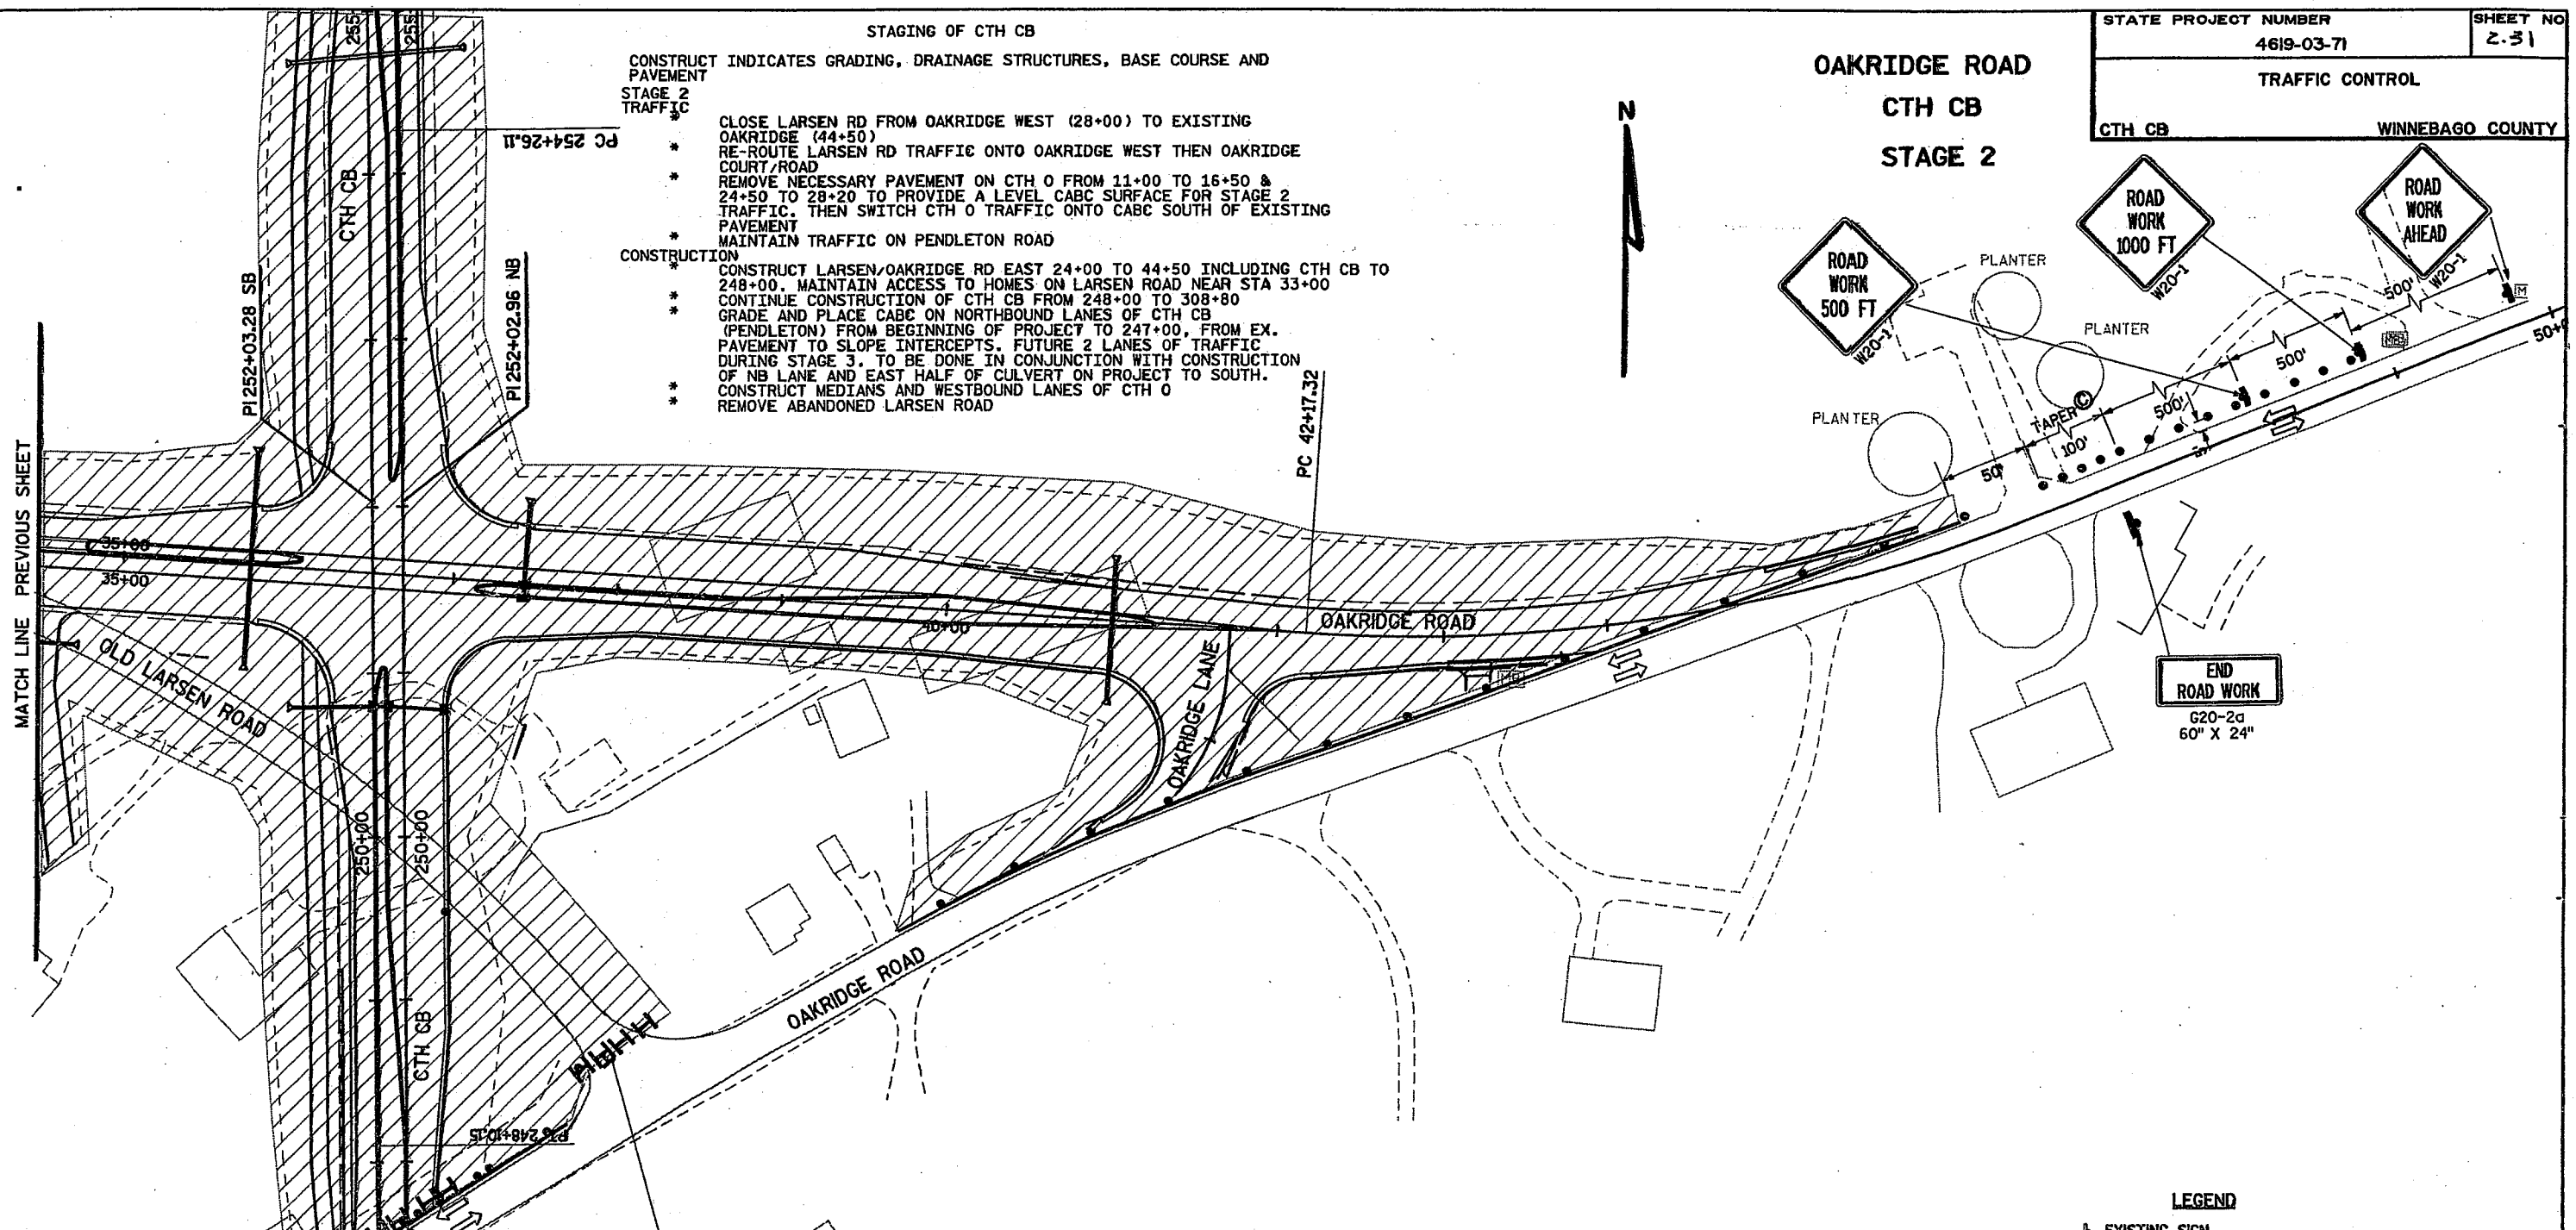 STAGING OF CTH CB
CONSTRUCT INDICATES GRADING, DRAINAGE STRUCTURES, BASE COURSE AND
PAVEMENT
STAGE 2
TRAFFIC
* CLOSE LARSEN RD FROM OAKRIDGE WEST (28+00) TO EXISTING
OAKRIDGE (44+50)
* RE-ROUTE LARSEN RD TRAFFIC ONTO OAKRIDGE WEST THEN OAKRIDGE
COURT/ROAD
* REMOVE NECESSARY PAVEMENT ON CTH O FROM 11+00 TO 16+50 &
24+50 TO 28+20 TO PROVIDE A LEVEL CABC SURFACE FOR STAGE 2
TRAFFIC. THEN SWITCH CTH O TRAFFIC ONTO CABC SOUTH OF EXISTING
PAVEMENT
* MAINTAIN TRAFFIC ON PENDLETON ROAD
CONSTRUCTION
* CONSTRUCT LARSEN/OAKRIDGE RD EAST 24+00 TO 44+50 INCLUDING CTH CB TO
248+00. MAINTAIN ACCESS TO HOMES ON LARSEN ROAD NEAR STA 33+00
* CONTINUE CONSTRUCTION OF CTH CB FROM 248+00 TO 308+80
* GRADE AND PLACE CABC ON NORTHBOUND LANES OF CTH CB
(PENDLETON) FROM BEGINNING OF PROJECT TO 247+00, FROM EX.
PAVEMENT TO SLOPE INTERCEPTS. FUTURE 2 LANES OF TRAFFIC
DURING STAGE 3. TO BE DONE IN CONJUNCTION WITH CONSTRUCTION
OF NB LANE AND EAST HALF OF CULVERT ON PROJECT TO SOUTH.
* CONSTRUCT MEDIANS AND WESTBOUND LANES OF CTH O
* REMOVE ABANDONED LARSEN ROAD
OAKRIDGE ROAD
CTH CB
STAGE 2
STATE PROJECT NUMBER
4619-03-71
SHEET NO
2.31
TRAFFIC CONTROL
CTH CB WINNEBAGO COUNTY
N
ROAD
WORK
500 FT
W20-1
ROAD
WORK
1000 FT
W20-1
ROAD
WORK
AHEAD
W20-1
PLANTER
PLANTER
PLANTER
50'
TAPER C
100'
500'
500'
500'
END
ROAD WORK
G20-2a
60" X 24"
255
255
CTH CB
PC 254+26.11
PI 252+03.28 SB
PI 252+02.96 NB
PC 42+17.32
MATCH LINE PREVIOUS SHEET
35+00
35+00
40+00
OAKRIDGE ROAD
OAKRIDGE LANE
OLD LARSEN ROAD
250+00
250+00
CTH CB
OAKRIDGE ROAD
248+10.15
LEGEND
EXISTING SIGN